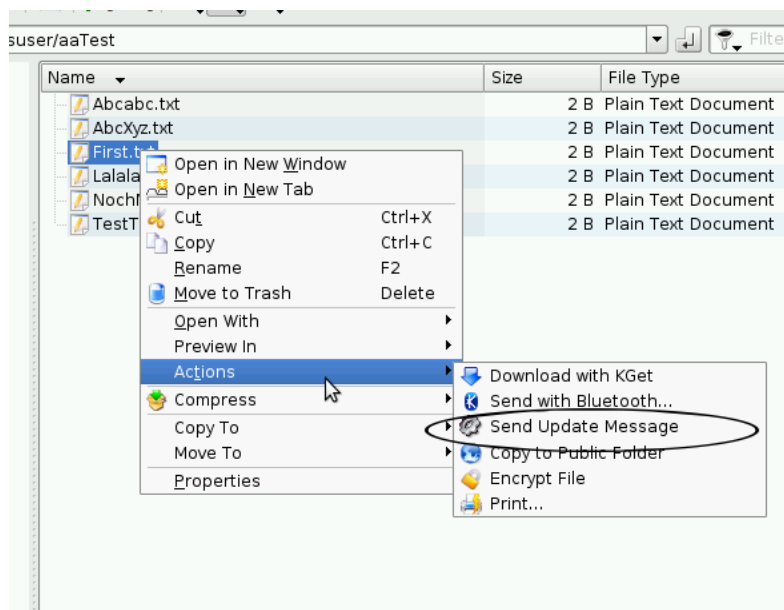 suser/aaTest
Filte
Name Size File Type
Abcabc.txt 2 B Plain Text Document
AbcXyz.txt 2 B Plain Text Document
First.txt 2 B Plain Text Document
Lalala 2 B Plain Text Document
Noch 2 B Plain Text Document
TestT 2 B Plain Text Document
Open in New Window
Open in New Tab
Cut Ctrl+X
Copy Ctrl+C
Rename F2
Move to Trash Delete
Open With
Preview In
Actions
Compress
Copy To
Move To
Properties
Download with KGet
Send with Bluetooth...
Send Update Message
Copy to Public Folder
Encrypt File
Print...